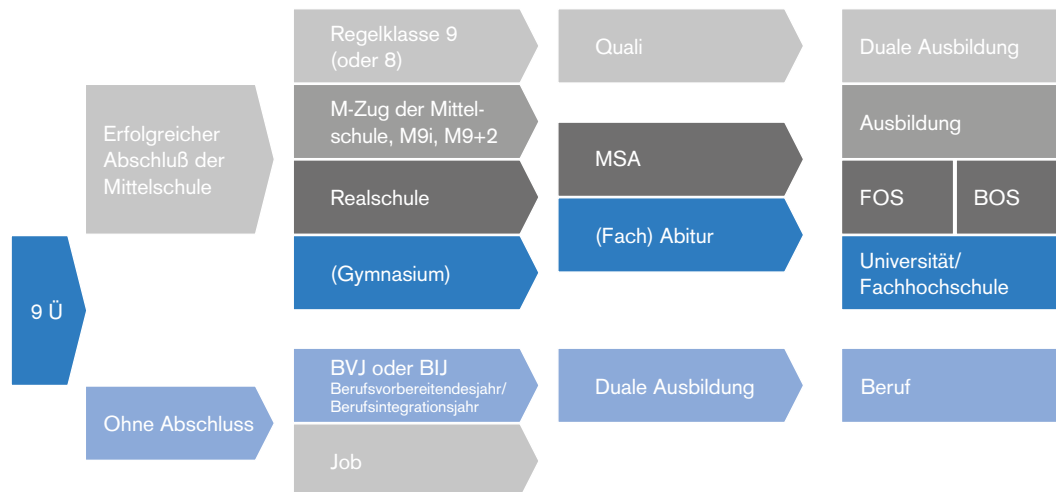 9 Ü
Erfolgreicher
Abschluß der
Mittelschule
Ohne Abschluss
Regelklasse 9
(oder 8)
M-Zug der Mittel-
schule, M9i, M9+2
Realschule
(Gymnasium)
BVJ oder BIJ
Berufsvorbereitendesjahr/
Berufsintegrationsjahr
Job
Quali
MSA
(Fach) Abitur
Duale Ausbildung
Duale Ausbildung
Ausbildung
FOS
BOS
Universität/
Fachhochschule
Beruf